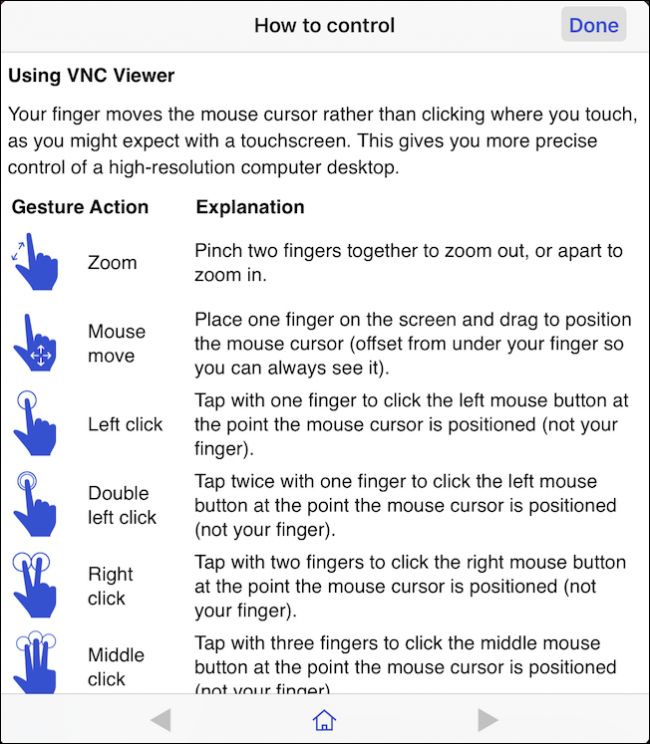 How to control
Done
Using VNC Viewer
Your finger moves the mouse cursor rather than clicking where you touch,
as you might expect with a touchscreen. This gives you more precise
control of a high-resolution computer desktop.
Gesture Action Explanation
Zoom
Pinch two fingers together to zoom out, or apart to
zoom in.
Mouse
move
Place one finger on the screen and drag to position
the mouse cursor (offset from under your finger so
you can always see it).
Left click
Tap with one finger to click the left mouse button at
the point the mouse cursor is positioned (not your
finger).
Double
left click
Tap twice with one finger to click the left mouse
button at the point the mouse cursor is positioned
(not your finger).
Right
click
Tap with two fingers to click the right mouse button
at the point the mouse cursor is positioned (not
your finger).
Middle
click
Tap with three fingers to click the middle mouse
button at the point the mouse cursor is positioned
(not your finger)